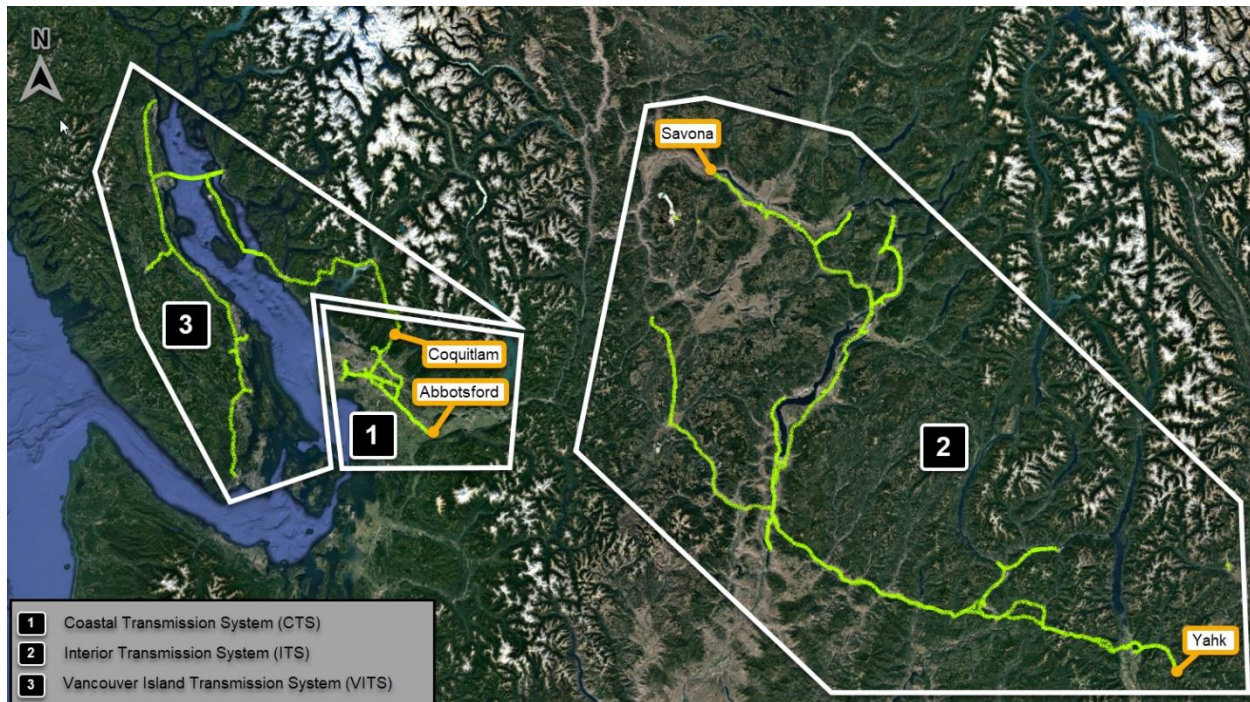 N
Savona
3
Coquitlam
Abbotsford
1
2
Yahk
1 Coastal Transmission System (CTS)
2 Interior Transmission System (ITS)
3 Vancouver Island Transmission System (VITS)